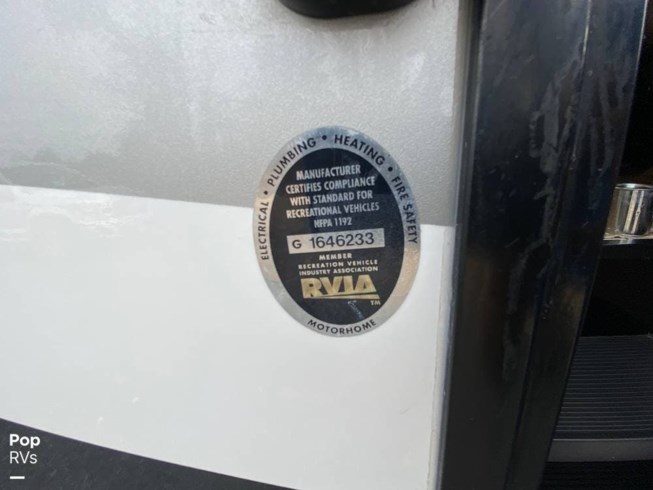 ELECTRICAL • PLUMBING • HEATING • FIRE SAFETY
MANUFACTURER
CERTIFIES COMPLIANCE
WITH STANDARD FOR
RECREATIONAL VEHICLES
NFPA 1192
G 1646233
MEMBER
RECREATION VEHICLE
INDUSTRY ASSOCIATION
RVIA
TM
MOTORHOME
Pop
RVs